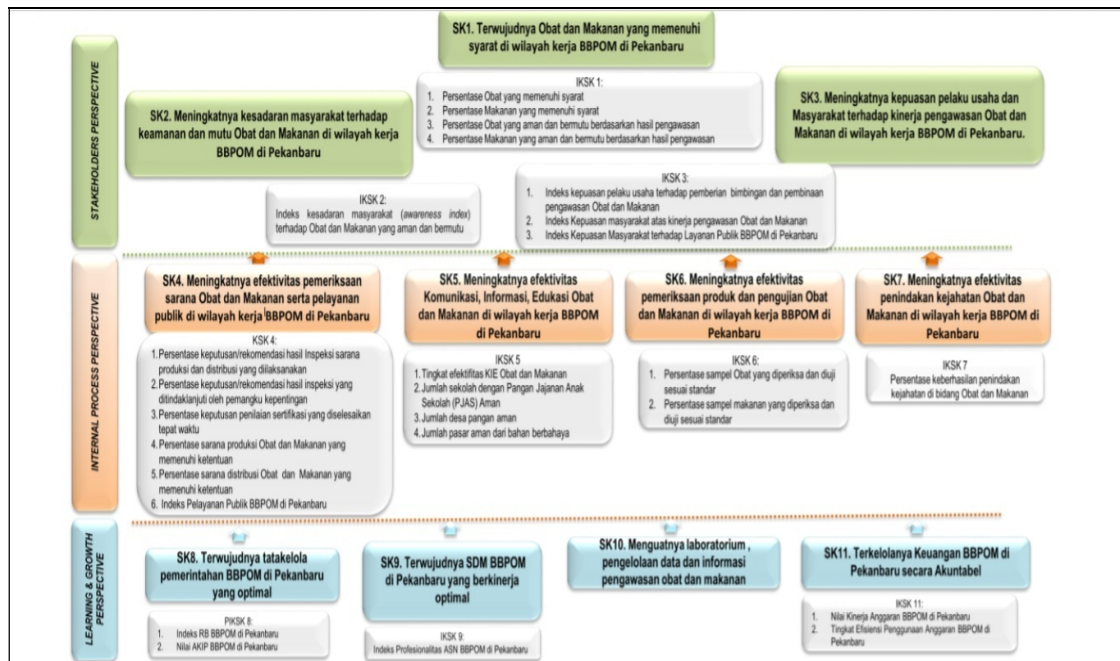 STAKEHOLDERS PERSPECTIVE
SK1. Terwujudnya Obat dan Makanan yang memenuhi
syarat di wilayah kerja BBPOM di Pekanbaru
IKSK 1:
1. Persentase Obat yang memenuhi syarat
2. Persentase Makanan yang memenuhi syarat
3. Persentase Obat yang aman dan bermutu berdasarkan hasil pengawasan
4. Persentase Makanan yang aman dan bermutu berdasarkan hasil pengawasan
SK2. Meningkatnya kesadaran masyarakat terhadap
keamanan dan mutu Obat dan Makanan di wilayah kerja
BBPOM di Pekanbaru
IKSK 2:
Indeks kesadaran masyarakat (awareness index)
terhadap Obat dan Makanan yang aman dan bermutu
SK3. Meningkatnya kepuasan pelaku usaha dan
Masyarakat terhadap kinerja pengawasan Obat dan
Makanan di wilayah kerja BBPOM di Pekanbaru.
IKSK 3:
1. Indeks kepuasan pelaku usaha terhadap pemberian bimbingan dan pembinaan
pengawasan Obat dan Makanan
2. Indeks Kepuasan masyarakat atas kinerja pengawasan Obat dan Makanan
3. Indeks Kepuasan Masyarakat terhadap Layanan Publik BBPOM di Pekanbaru
INTERNAL PROCESS PERSPECTIVE
SK4. Meningkatnya efektivitas pemeriksaan
sarana Obat dan Makanan serta pelayanan
publik di wilayah kerja BBPOM di Pekanbaru
KSK 4:
1.Persentase keputusan/rekomendasi hasil Inspeksi sarana
produksi dan distribusi yang diilaksanakan
2.Persentase keputusan/rekomendasi hasil inspeksi yang
ditindaklanjuti oleh pemangku kepentingan
3.Persentase keputusan penilaian sertifikasi yang diselesaikan
tepat waktu
4.Persentase sarana produksi Obat dan Makanan yang
memenuhi ketentuan
5.Persentase sarana distribusi Obat dan Makanan yang
memenuhi ketentuan
6. Indeks Pelayanan Publik BBPOM di Pekanbaru
SK5. Meningkatnya efektivitas
Komunikasi, Informasi, Edukasi Obat
dan Makanan di wilayah kerja BBPOM
di Pekanbaru
IKSK 5
1.Tingkat efektifitas KIE Obat dan Makanan
2.Jumlah sekolah dengan Pangan Jajanan Anak
Sekolah (PJAS) Aman
3.Jumlah desa pangan aman
4.Jumlah pasar aman dari bahan berbahaya
SK6. Meningkatnya efektivitas
pemeriksaan produk dan pengujian Obat
dan Makanan di wilayah kerja BBPOM di
Pekanbaru
IKSK 6:
1. Persentase sampel Obat yang diperiksa dan diuji
sesuai standar
2. Persentase sampel makanan yang diperiksa dan
diuji sesuai standar
SK7. Meningkatnya efektivitas
penindakan kejahatan Obat dan
Makanan di wilayah kerja BBPOM di
Pekanbaru
IKSK 7
Persentase keberhasilan penindakan
kejahatan di bidang Obat dan Makanan
LEARNING & GROWTH
PERSPECTIVE
SK8. Terwujudnya tatakelola
pemerintahan BBPOM di Pekanbaru
yang optimal
PIKSK 8:
1. Indeks RB BBPOM di Pekanbaru
2. Nilai AKIP BBPOM di Pekanbaru
SK9. Terwujudnya SDM BBPOM
di Pekanbaru yang berkinerja
optimal
IKSK 9:
Indeks Profesionalitas ASN BBPOM di Pekanbaru
SK10. Menguatnya laboratorium ,
pengelolaan data dan informasi
pengawasan obat dan makanan
SK11. Terkelolanya Keuangan BBPOM di
Pekanbaru secara Akuntabel
IKSK 11:
1. Nilai Kinerja Anggaran BBPOM di Pekanbaru
2. Tingkat Efisiensi Penggunaan Anggaran BBPOM di
Pekanbaru